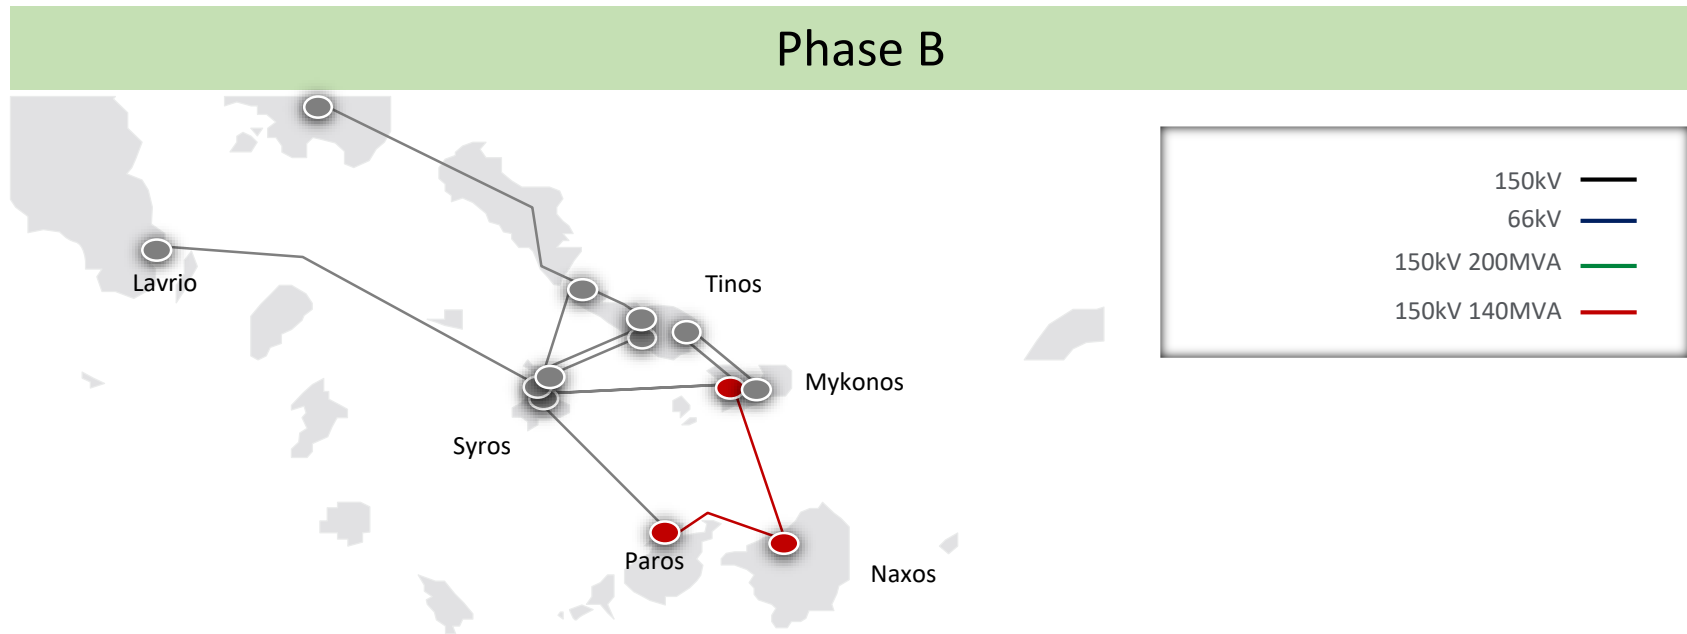 Phase B
150kV
66kV
150kV 200MVA
150kV 140MVA
Lavrio
Tinos
Mykonos
Syros
Paros
Naxos